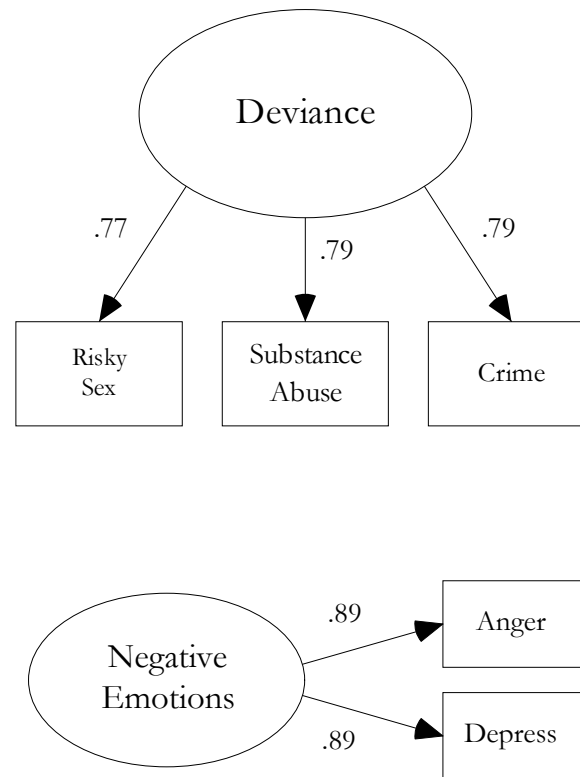 Deviance
.77
.79
.79
Risky
Sex
Substance
Abuse
Crime
Negative
Emotions
.89
Anger
.89
Depress